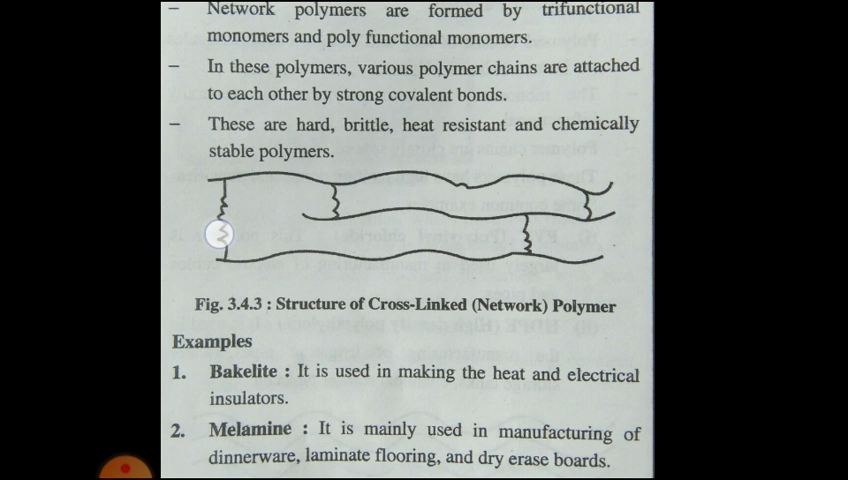 – Network polymers are formed by trifunctional
monomers and poly functional monomers.
– In these polymers, various polymer chains are attached
to each other by strong covalent bonds.
– These are hard, brittle, heat resistant and chemically
stable polymers.
Fig. 3.4.3 : Structure of Cross-Linked (Network) Polymer
Examples
1. Bakelite : It is used in making the heat and electrical
insulators.
2. Melamine : It is mainly used in manufacturing of
dinnerware, laminate flooring, and dry erase boards.